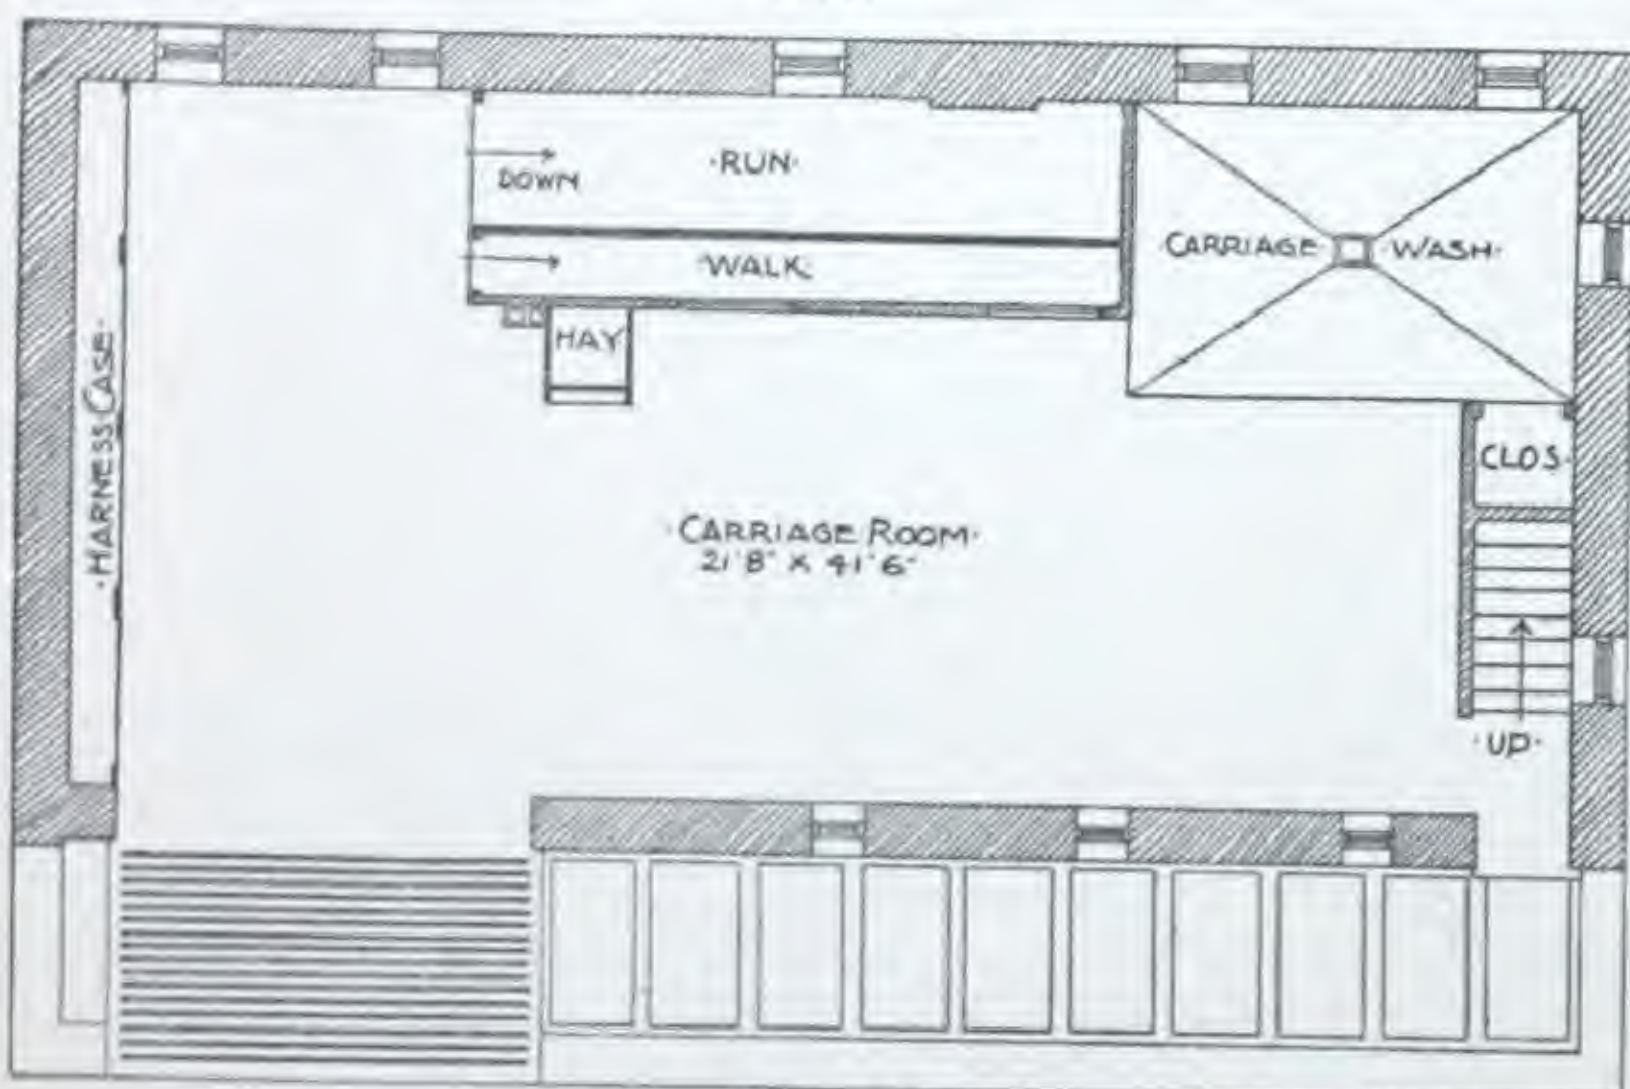 ·RUN·
DOWN
·WALK·
·CARRIAGE· ·WASH·
HAY
·HARNESS·CASE·
CLOS·
·CARRIAGE ROOM·
21'8" X 41'6"
·UP·